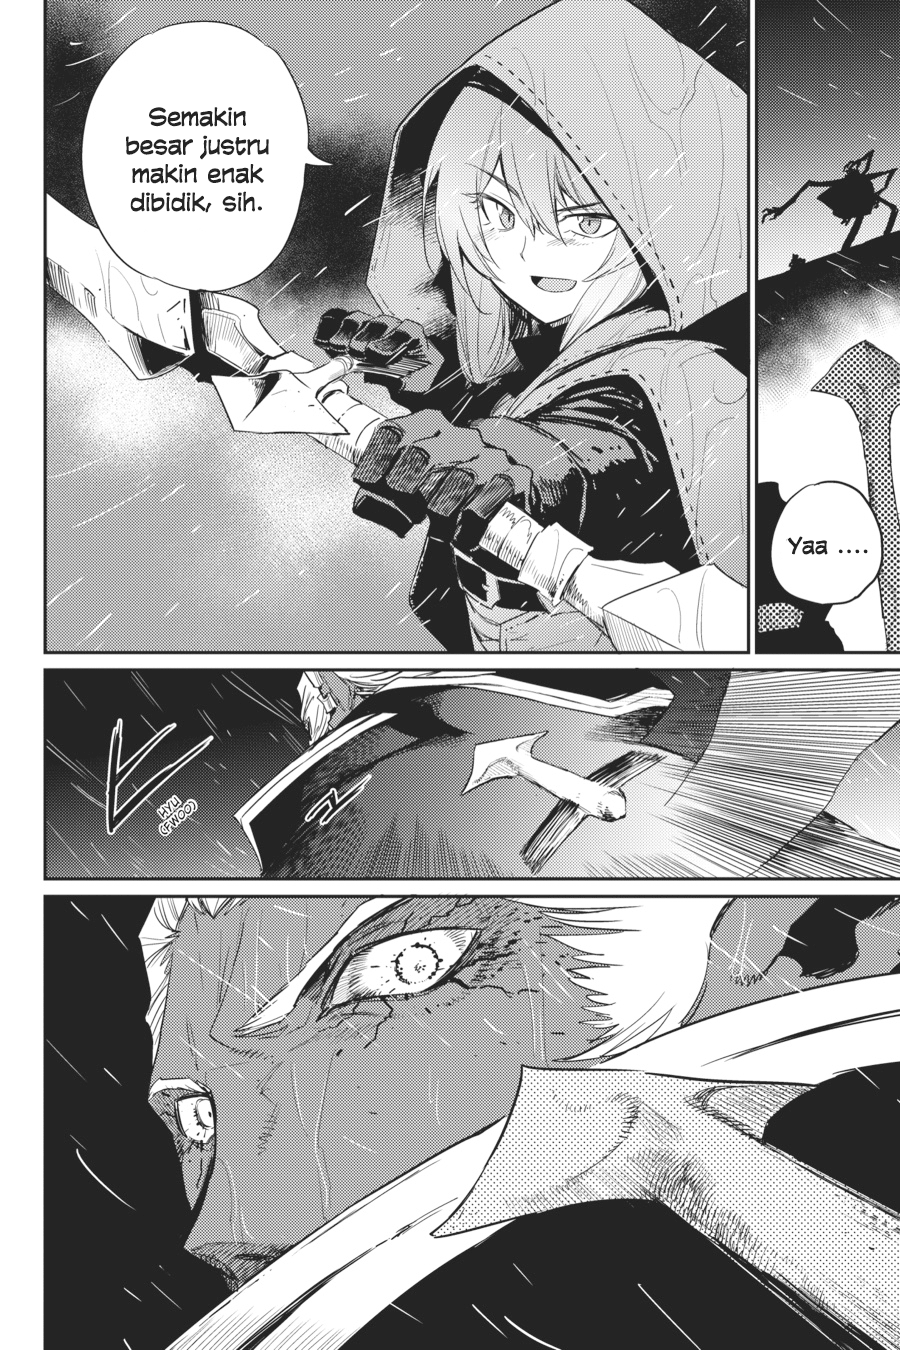 Yaa ....
Semakin
besar justru
makin enak
dibidik, sih.
HYU
(FWOO)